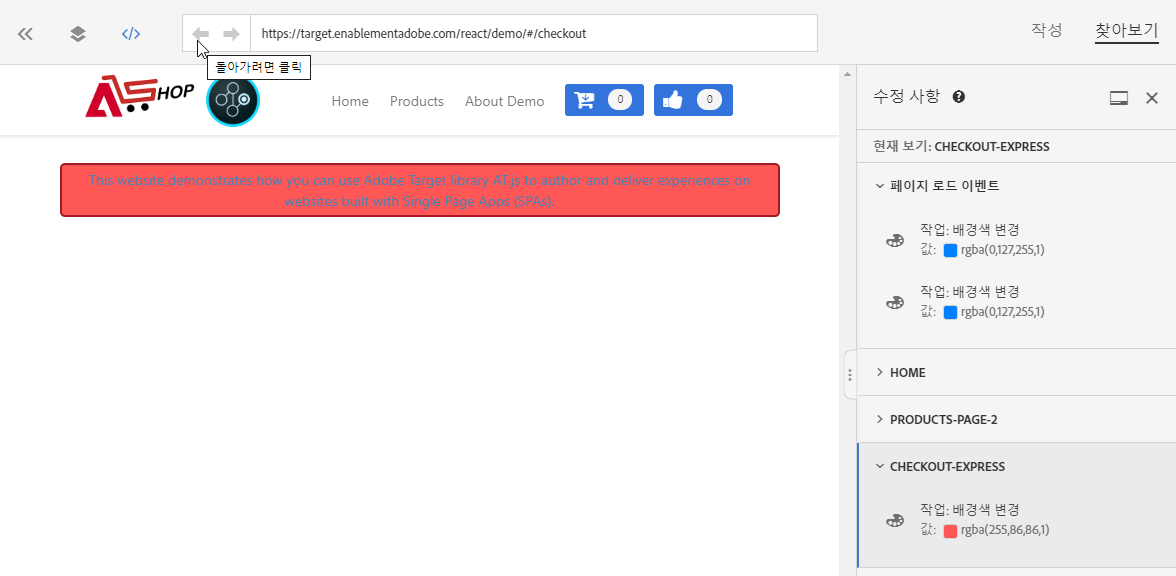 https://target.enablementadobe.com/react/demo/#/checkout
작성
찾아보기
돌아가려면 클릭
SHOP
Home
Products
About Demo
0
0
This website demonstrates how you can use Adobe Target library AT.js to author and deliver experiences on
websites built with Single Page Apps (SPAs).
수정 사항
현재 보기: CHECKOUT-EXPRESS
페이지 로드 이벤트
작업: 배경색 변경
값: rgba(0,127,255,1)
작업: 배경색 변경
값: rgba(0,127,255,1)
HOME
PRODUCTS-PAGE-2
CHECKOUT-EXPRESS
작업: 배경색 변경
값: rgba(255,86,86,1)